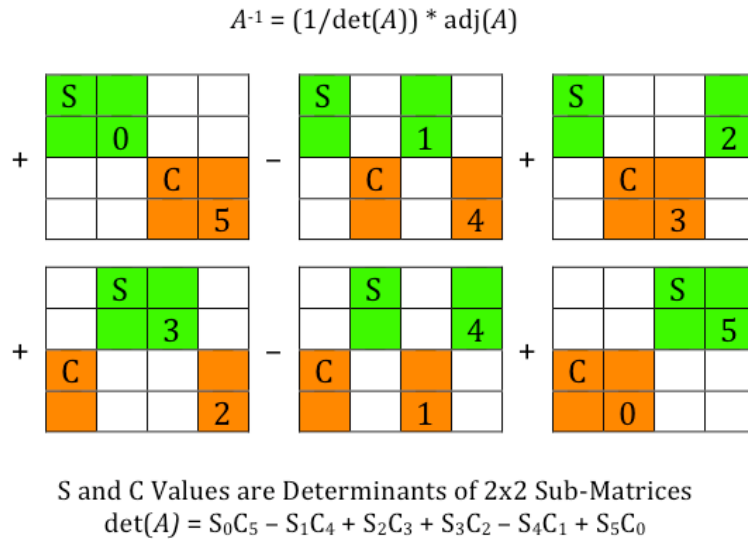 A⁻¹ = (1/det(A)) * adj(A)
S S S
+ 0 − 1 + 2
C C C
5 4 3
S S S
+ 3 − 4 + 5
C C C
2 1 0
S and C Values are Determinants of 2x2 Sub-Matrices
det(A) = S₀C₅ – S₁C₄ + S₂C₃ + S₃C₂ – S₄C₁ + S₅C₀